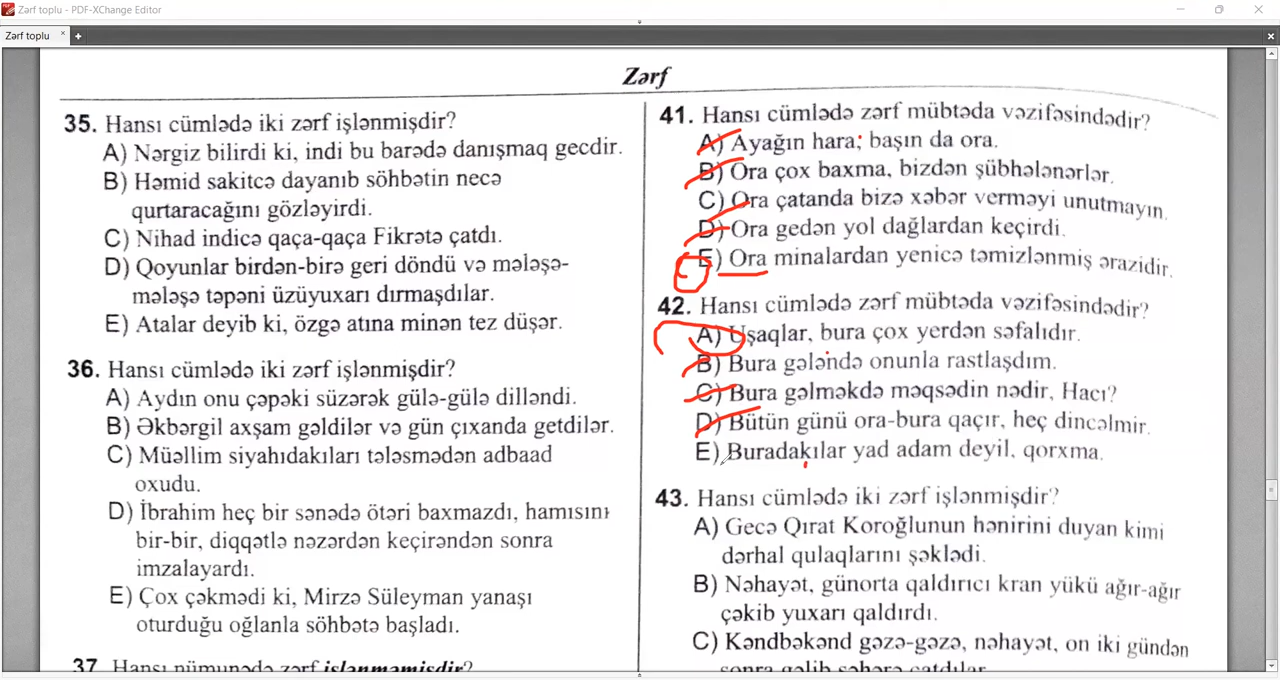 Zərf toplu - PDF-XChange Editor
Zərf toplu
Zərf
35. Hansı cümlədə iki zərf işlənmişdir?
A) Nərgiz bilirdi ki, indi bu barədə danışmaq gecdir.
B) Həmid sakitcə dayanıb söhbətin necə
qurtaracağını gözləyirdi.
C) Nihad indicə qaça-qaça Fikrətə çatdı.
D) Qoyunlar birdən-birə geri döndü və mələşə-
mələşə təpəni üzüyuxarı dırmaşdılar.
E) Atalar deyib ki, özgə atına minən tez düşər.
36. Hansı cümlədə iki zərf işlənmişdir?
A) Aydın onu çəpəki süzərək gülə-gülə dilləndi.
B) Əkbərgil axşam gəldilər və gün çıxanda getdilər.
C) Müəllim siyahıdakıları tələsmədən adbaad
oxudu.
D) İbrahim heç bir sənədə ötəri baxmazdı, hamısını
bir-bir, diqqətlə nəzərdən keçirəndən sonra
imzalayardı.
E) Çox çəkmədi ki, Mirzə Süleyman yanaşı
oturduğu oğlanla söhbətə başladı.
37. Hansı nümunədə zərf işlənməmişdir?
41. Hansı cümlədə zərf mübtəda vəzifəsindədir?
A) Ayağın hara; başın da ora.
B) Ora çox baxma, bizdən şübhələnərlər.
C) Ora çatanda bizə xəbər verməyi unutmayın.
D) Ora gedən yol dağlardan keçirdi.
E) Ora minalardan yenicə təmizlənmiş ərazidir.
42. Hansı cümlədə zərf mübtəda vəzifəsindədir?
A) Uşaqlar, bura çox yerdən səfalıdır.
B) Bura gələndə onunla rastlaşdım.
C) Bura gəlməkdə məqsədin nədir, Hacı?
D) Bütün günü ora-bura qaçır, heç dincəlmir.
E) Buradakılar yad adam deyil, qorxma.
43. Hansı cümlədə iki zərf işlənmişdir?
A) Gecə Qırat Koroğlunun hənirini duyan kimi
dərhal qulaqlarını şəklədi.
B) Nəhayət, günorta qaldırıcı kran yükü ağır-ağır
çəkib yuxarı qaldırdı.
C) Kəndbəkənd gəzə-gəzə, nəhayət, on iki gündən
sonra gəlib şəhərə çatdılar.